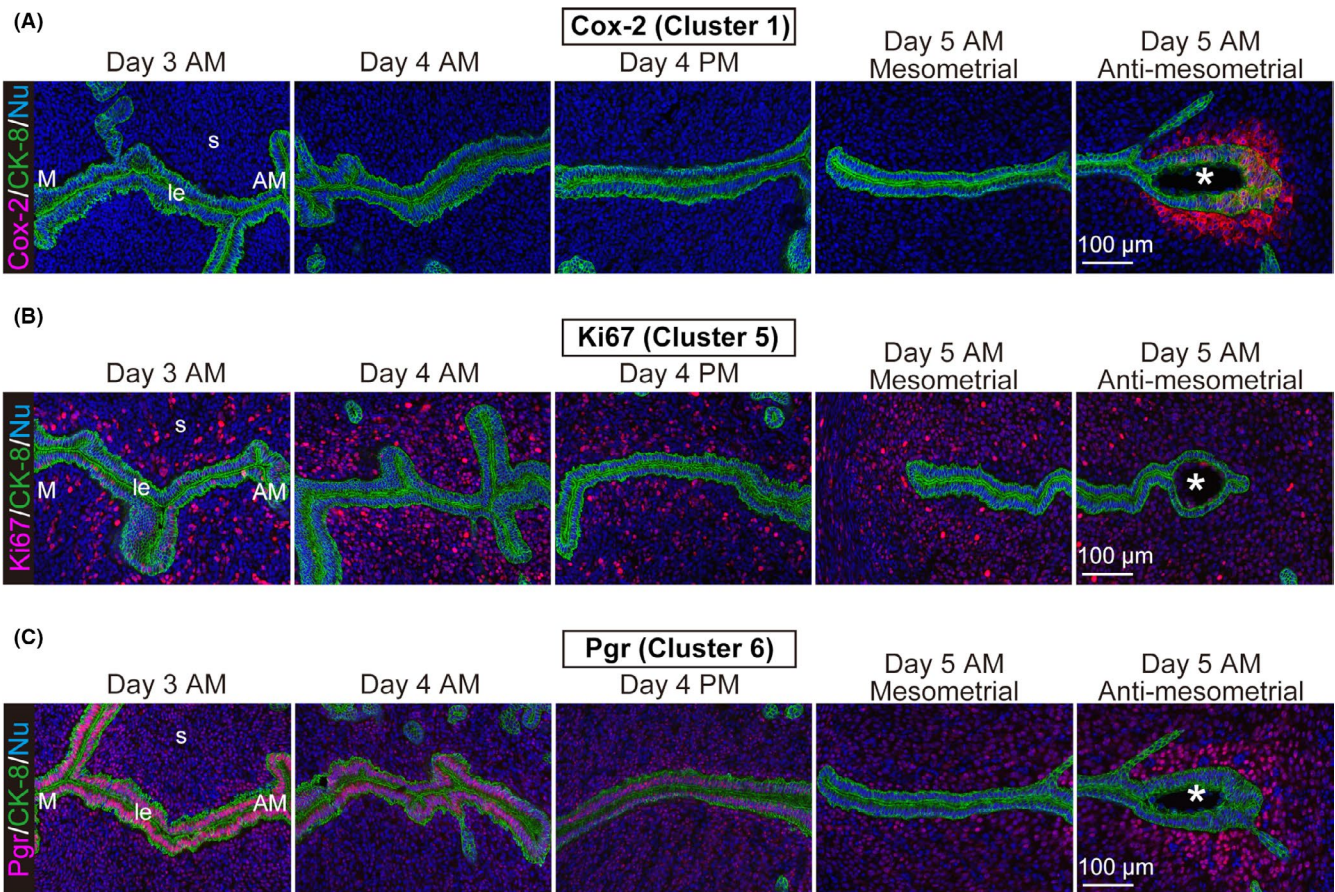 (A)
Cox-2 (Cluster 1)
Day 3 AM
Day 4 AM
Day 4 PM
Day 5 AM
Mesometrial
Day 5 AM
Anti-mesometrial
Cox-2/CK-8/Nu
s
M
le
AM
*
100 µm
(B)
Ki67 (Cluster 5)
Day 3 AM
Day 4 AM
Day 4 PM
Day 5 AM
Mesometrial
Day 5 AM
Anti-mesometrial
Ki67/CK-8/Nu
s
M
le
AM
*
100 µm
(C)
Pgr (Cluster 6)
Day 3 AM
Day 4 AM
Day 4 PM
Day 5 AM
Mesometrial
Day 5 AM
Anti-mesometrial
Pgr/CK-8/Nu
s
M
le
AM
*
100 µm